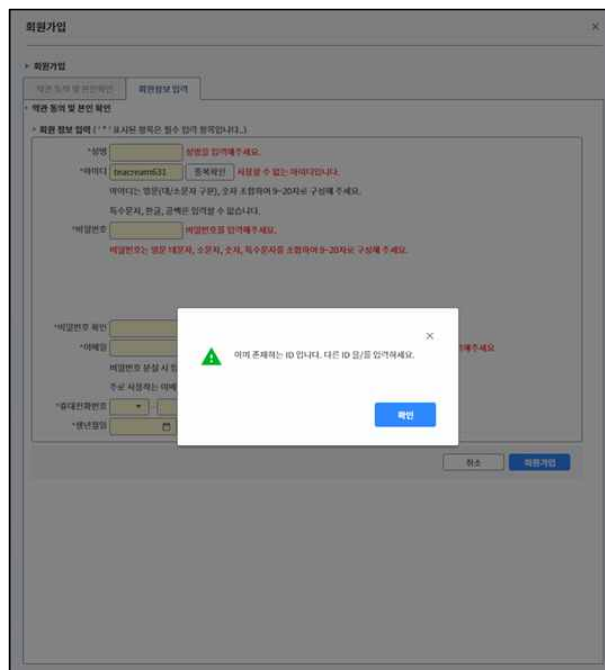 회원가입
회원가입
약관 동의 및 본인확인
회원정보 입력
약관 동의 및 본인 확인
회원 정보 입력 ( ' * ' 표시된 항목은 필수 입력 항목입니다..)
*성명
성명을 입력해주세요.
*아이디 teacream631 중복확인 사용할 수 없는 아이디입니다.
아이디는 영문(대/소문자 구분), 숫자 조합하여 9~20자로 구성해 주세요.
특수문자, 한글, 공백은 입력할 수 없습니다.
*비밀번호
비밀번호를 입력해주세요.
비밀번호는 영문 대문자, 소문자, 숫자, 특수문자를 조합하여 9~20자로 구성해 주세요.
이미 존재하는 ID 입니다. 다른 ID 을/를 입력하세요.
확인
*비밀번호 확인
*이메일
해주세요
비밀번호 분실 시
주로 사용하는 이메
*휴대전화번호
*생년월일
취소
회원가입